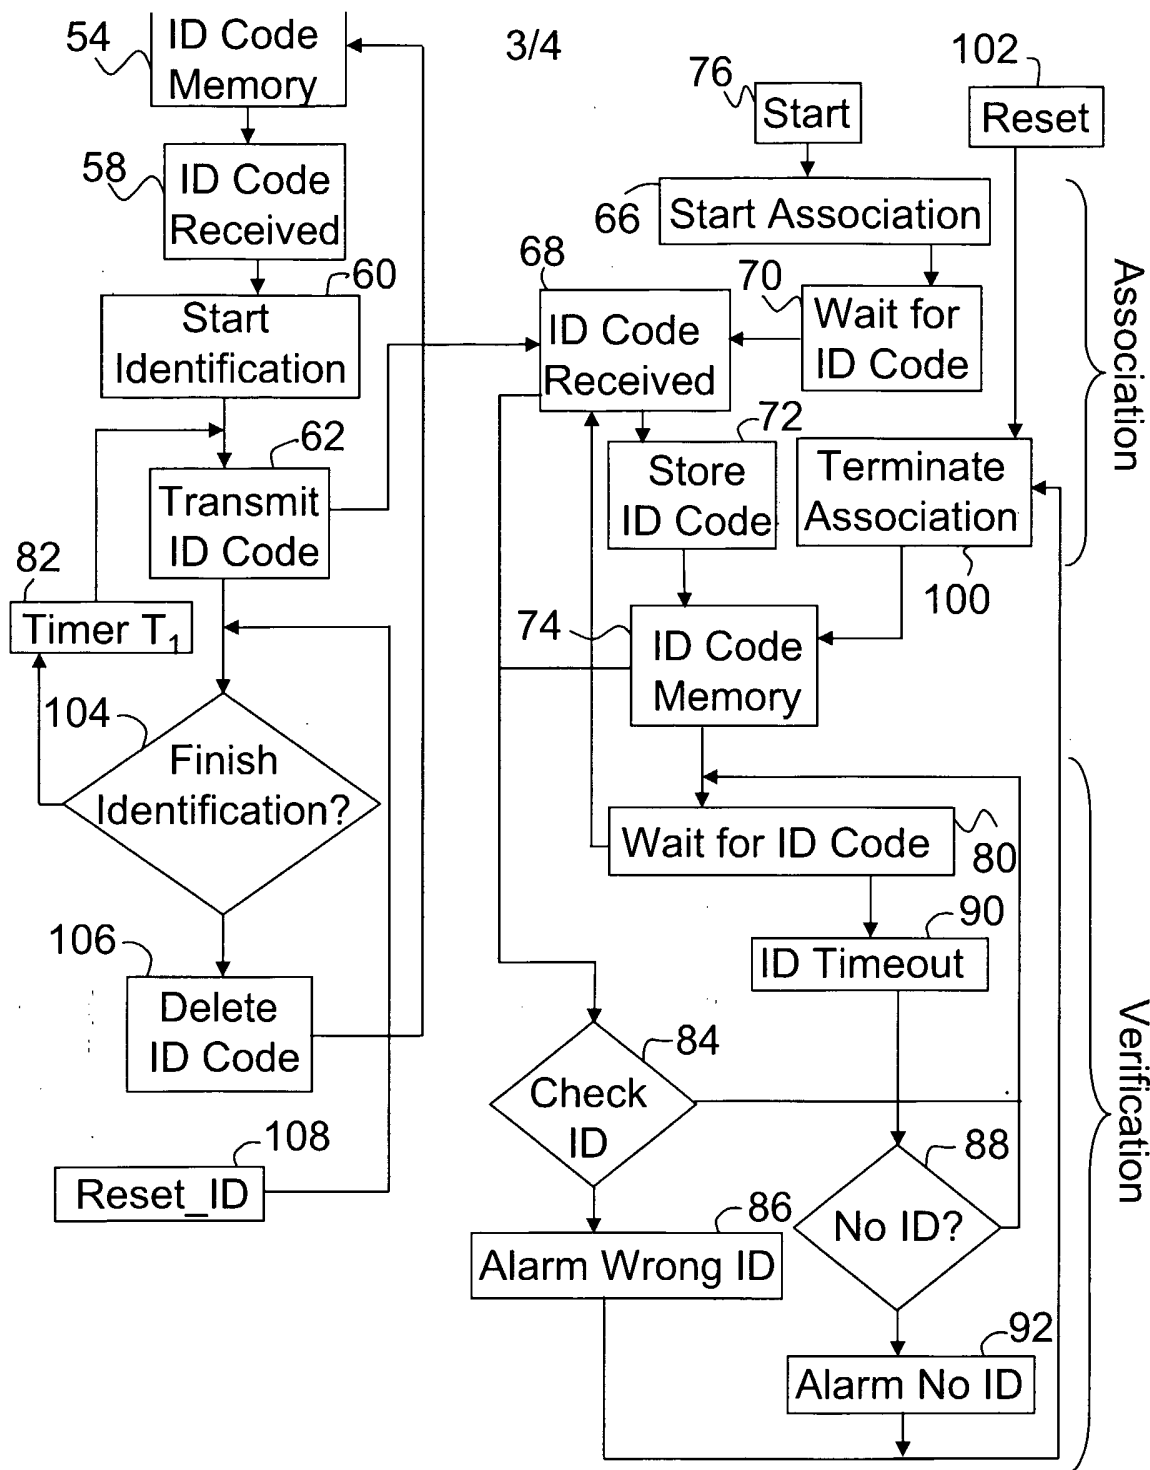 3/4
54
ID Code
Memory
58
ID Code
Received
60
Start
Identification
62
Transmit
ID Code
82
Timer T1
104
Finish
Identification?
106
Delete
ID Code
108
Reset_ID
76
Start
102
Reset
66
Start Association
68
ID Code
Received
70
Wait for
ID Code
72
Store
ID Code
Terminate
Association
100
74
ID Code
Memory
Association
Wait for ID Code
80
90
ID Timeout
84
Check
ID
88
No ID?
86
Alarm Wrong ID
92
Alarm No ID
Verification